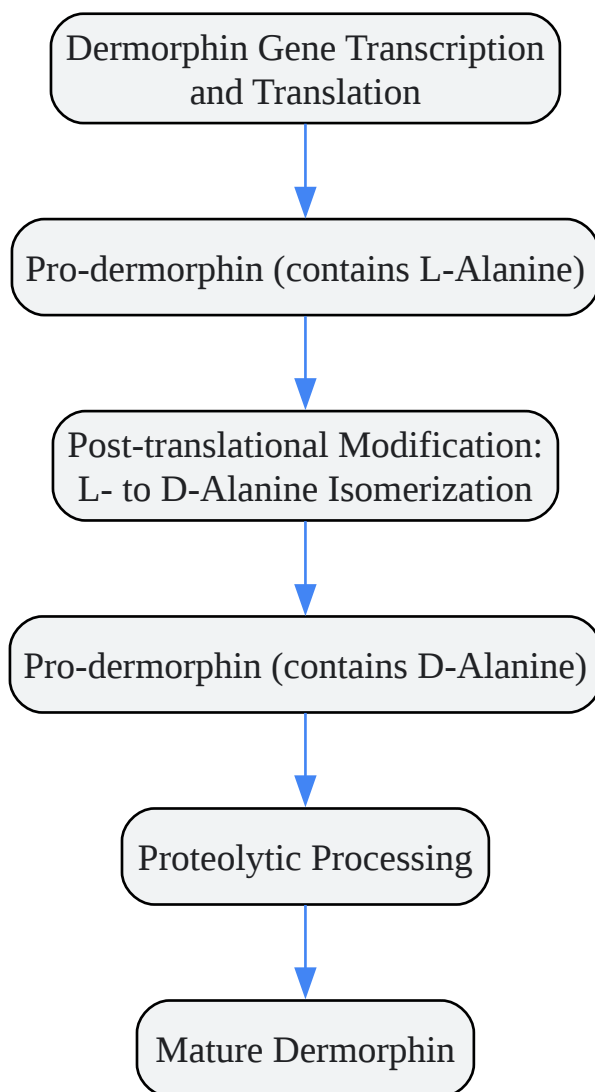 Dermorphin Gene Transcription
and Translation
Pro-dermorphin (contains L-Alanine)
Post-translational Modification:
L- to D-Alanine Isomerization
Pro-dermorphin (contains D-Alanine)
Proteolytic Processing
Mature Dermorphin